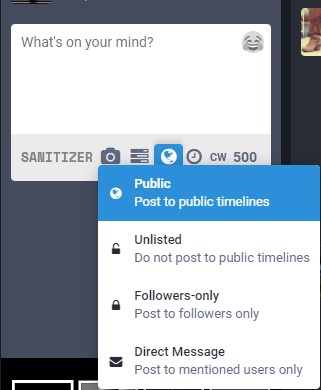 What's on your mind?
SANITIZER CW 500
Public
Post to public timelines
Unlisted
Do not post to public timelines
Followers-only
Post to followers only
Direct Message
Post to mentioned users only